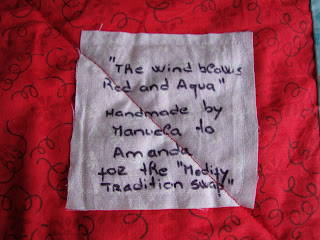 "The wind blows
Red and Aqua"
Handmade by
Manuela to
Amanda
for the "Modify
Tradition swap"